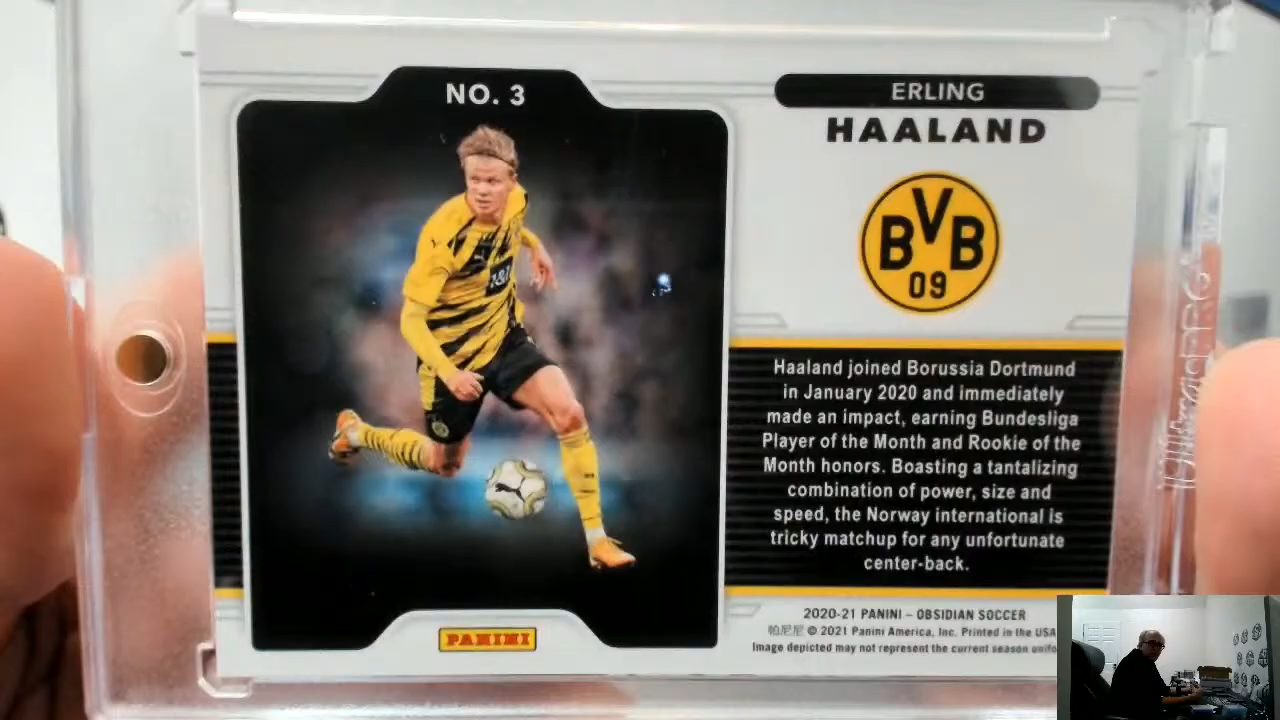 NO. 3
ERLING
HAALAND
BVB
09
1&1
Haaland joined Borussia Dortmund
in January 2020 and immediately
made an impact, earning Bundesliga
Player of the Month and Rookie of the
Month honors. Boasting a tantalizing
combination of power, size and
speed, the Norway international is
tricky matchup for any unfortunate
center-back.
PANINI
2020-21 PANINI – OBSIDIAN SOCCER
帕尼尼 © 2021 Panini America, Inc. Printed in the USA
Image depicted may not represent the current season unifo